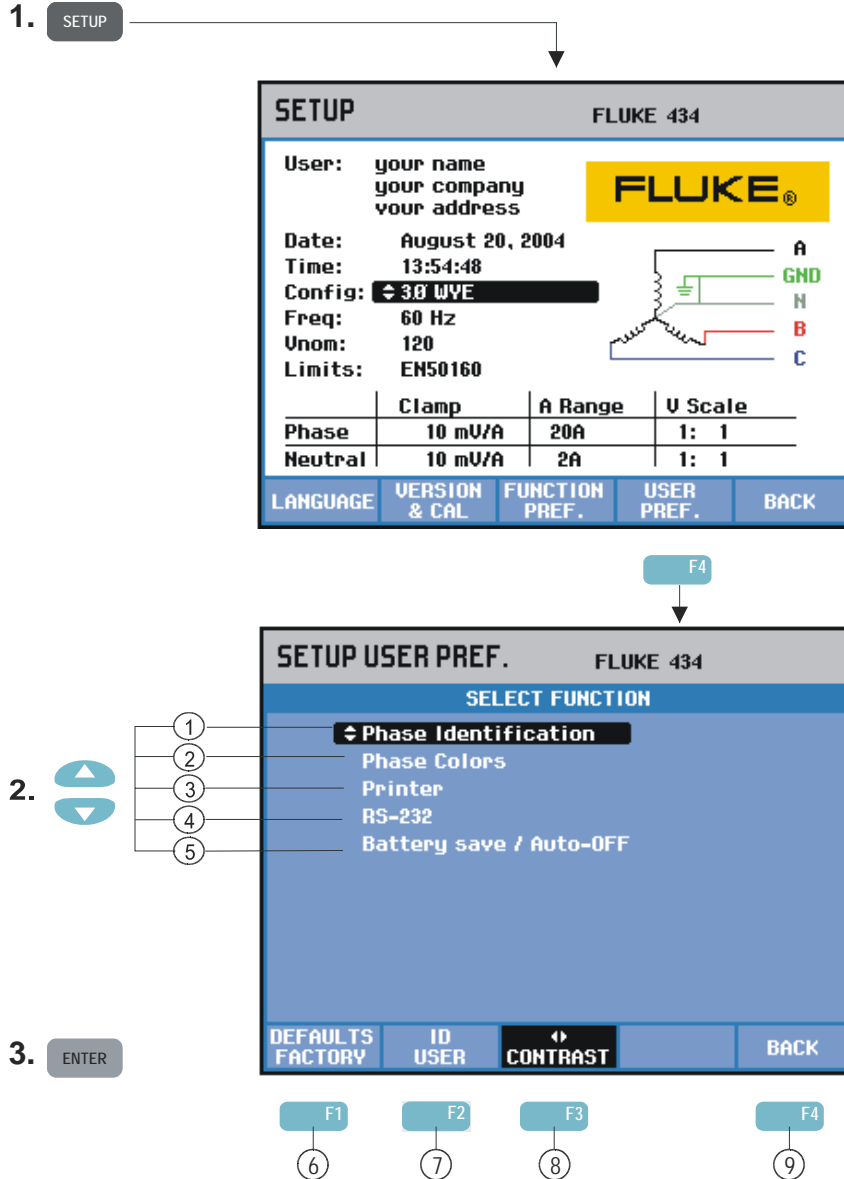 1. SETUP
SETUP FLUKE 434
User: your name
your company
your address
FLUKE®
Date: August 20, 2004
Time: 13:54:48
Config: 3.Ø WYE
Freq: 60 Hz
Vnom: 120
Limits: EN50160
A
GND
N
B
C
Clamp A Range V Scale
Phase 10 mV/A 20A 1: 1
Neutral 10 mV/A 2A 1: 1
LANGUAGE VERSION & CAL FUNCTION PREF. USER PREF. BACK
F4
SETUP USER PREF. FLUKE 434
SELECT FUNCTION
2.
1 Phase Identification
2 Phase Colors
3 Printer
4 RS-232
5 Battery save / Auto-OFF
3. ENTER
DEFAULTS FACTORY ID USER CONTRAST BACK
F1 F2 F3 F4
6 7 8 9